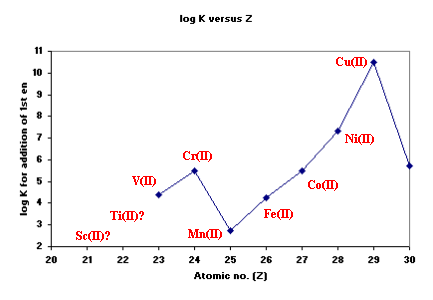 log K versus Z
log K for addition of 1st en
11
10
9
8
7
6
5
4
3
2
Cu(II)
Ni(II)
Cr(II)
V(II)
Co(II)
Ti(II)?
Fe(II)
Sc(II)?
Mn(II)
20 21 22 23 24 25 26 27 28 29 30
Atomic no. (Z)